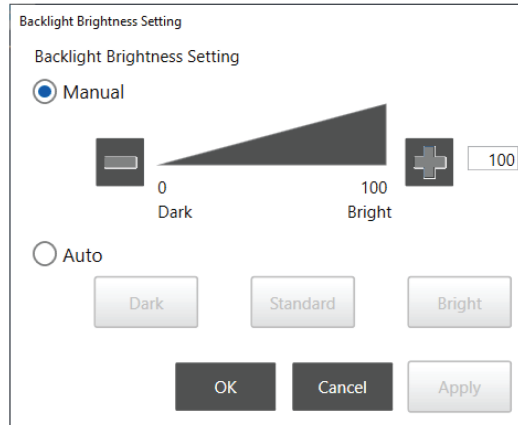 Backlight Brightness Setting
Backlight Brightness Setting
Manual
100
0 100
Dark Bright
Auto
Dark Standard Bright
OK Cancel Apply